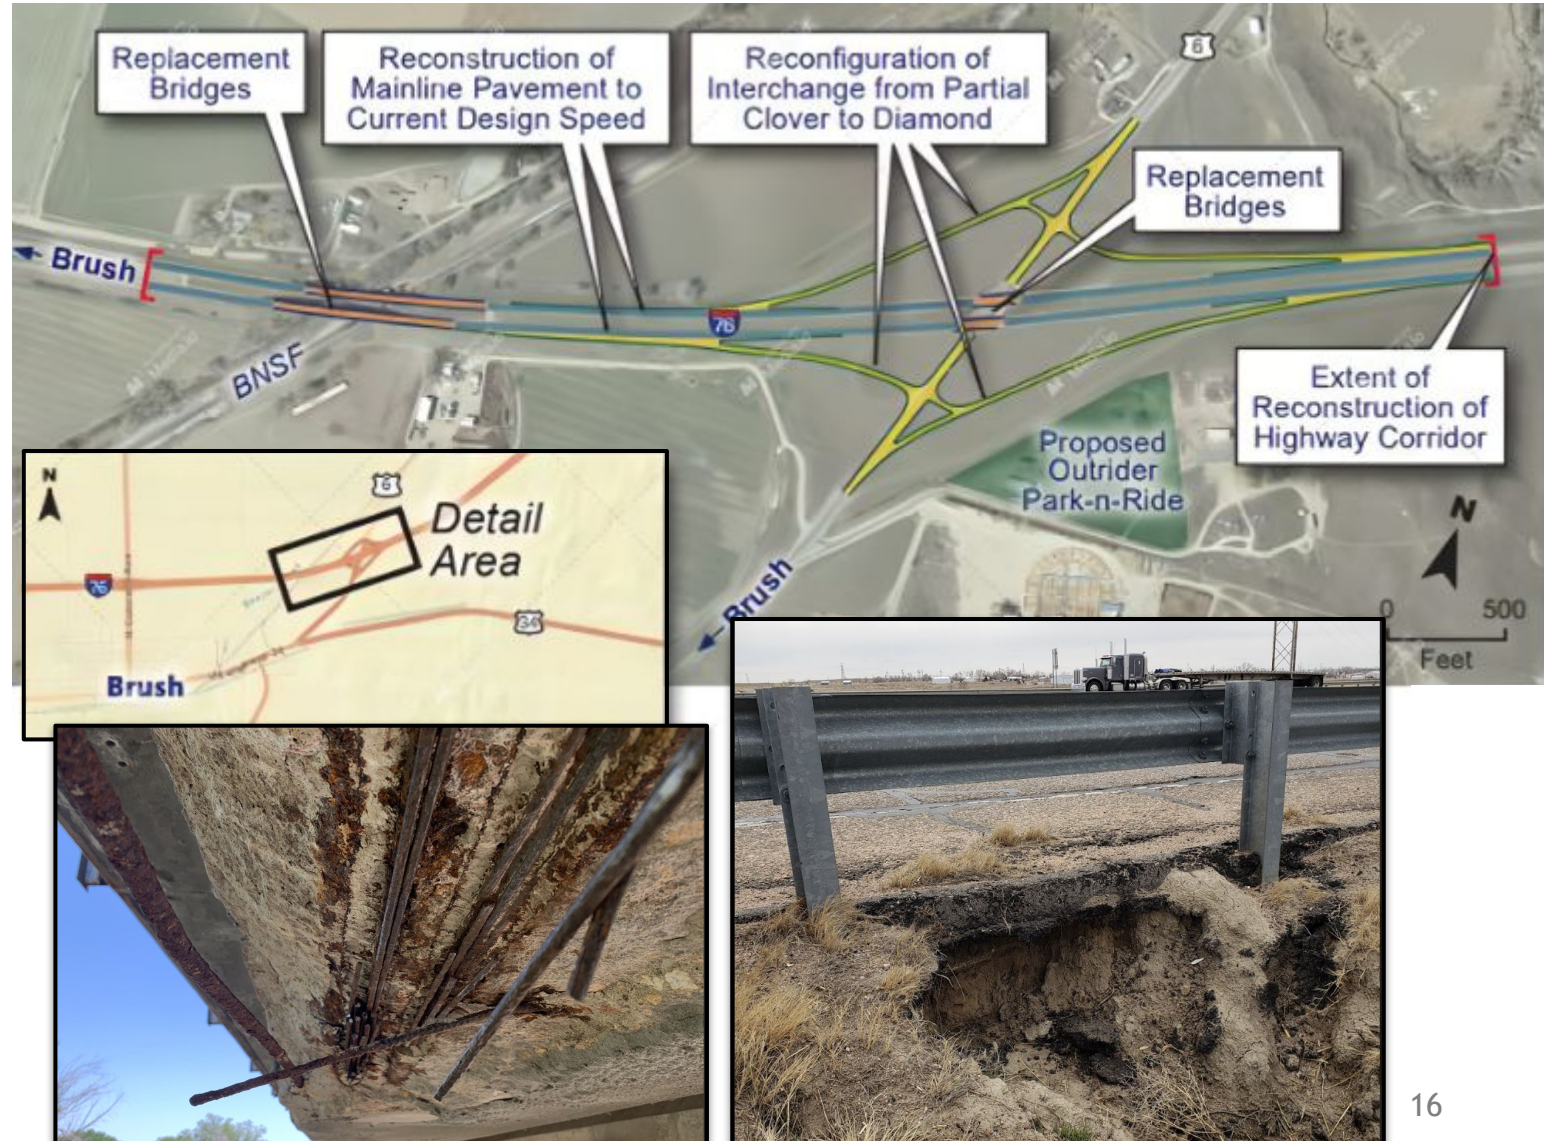 Replacement
Bridges
Reconstruction of
Mainline Pavement to
Current Design Speed
Reconfiguration of
Interchange from Partial
Clover to Diamond
6
Replacement
Bridges
Brush
76
BNSF
Extent of
Reconstruction of
Highway Corridor
Proposed
Outrider
Park-n-Ride
N
0 500
Feet
Brush
N
6
Detail
Area
76
34
Brush
16